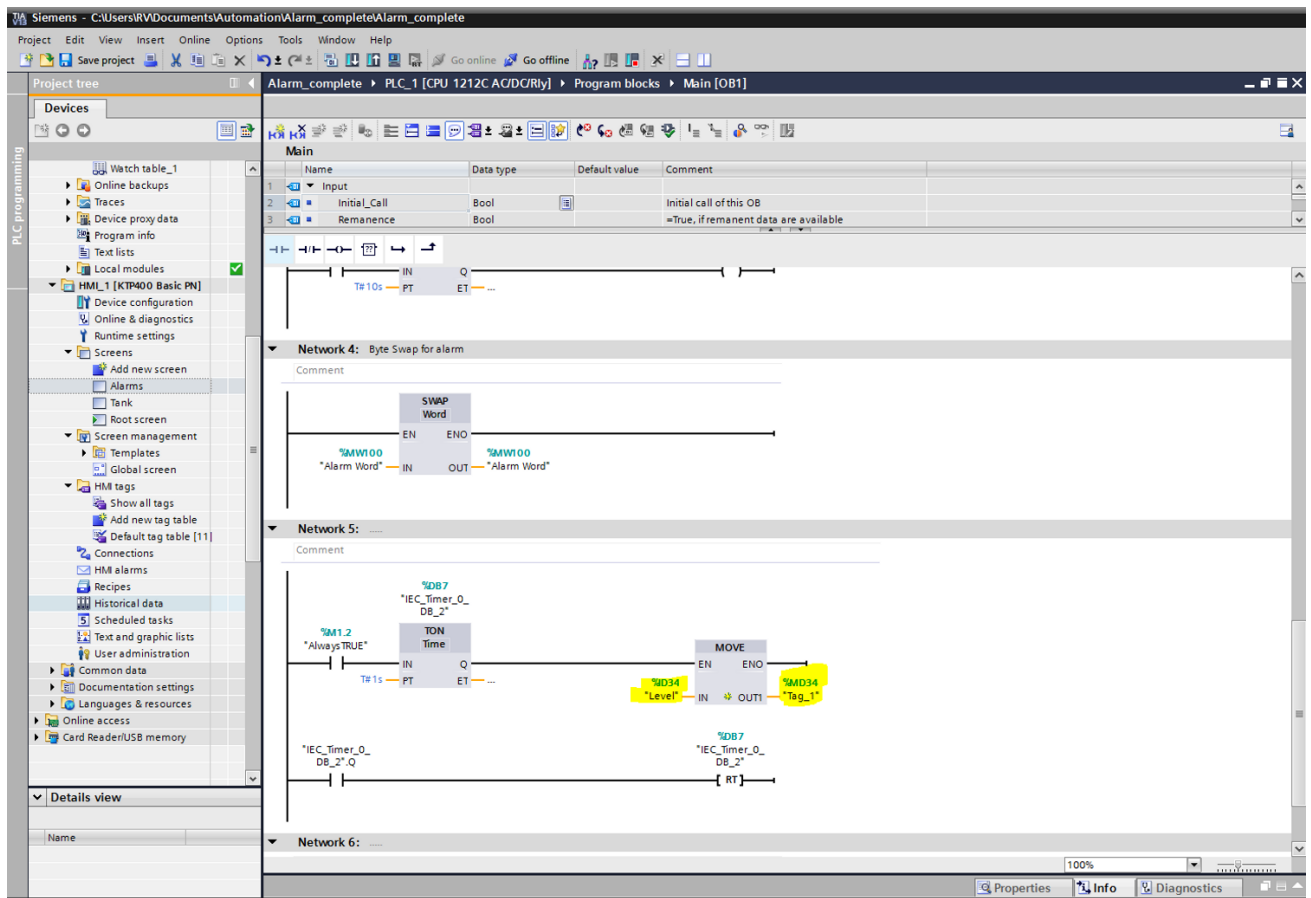 Siemens - C:\Users\RV\Documents\Automation\Alarm_complete\Alarm_complete
Project Edit View Insert Online Options Tools Window Help
Save project Go online Go offline
Project tree
Alarm_complete PLC_1 [CPU 1212C AC/DC/Rly] Program blocks Main [OB1]
Devices
PLC programming
Watch table_1
Online backups
Traces
Device proxy data
Program info
Text lists
Local modules
HMI_1 [KTP400 Basic PN]
Device configuration
Online & diagnostics
Runtime settings
Screens
Add new screen
Alarms
Tank
Root screen
Screen management
Templates
Global screen
HMI tags
Show all tags
Add new tag table
Default tag table [11]
Connections
HMI alarms
Recipes
Historical data
Scheduled tasks
Text and graphic lists
User administration
Common data
Documentation settings
Languages & resources
Online access
Card Reader/USB memory
Details view
Name
Main
Name Data type Default value Comment
1 Input
2 Initial_Call Bool Initial call of this OB
3 Remanence Bool =True, if remanent data are available
IN Q
T#10s PT ET ...
Network 4: Byte Swap for alarm
Comment
SWAP
Word
EN ENO
%MW100 %MW100
"Alarm Word" IN OUT "Alarm Word"
Network 5: .....
Comment
%DB7
"IEC_Timer_0_
DB_2"
%M1.2 TON
"AlwaysTRUE" Time
MOVE
IN Q EN ENO
T#1s PT ET ...
%ID34 %MD34
"Level" IN OUT1 "Tag_1"
%DB7
"IEC_Timer_0_ "IEC_Timer_0_
DB_2".Q DB_2"
RT
Network 6: .....
100%
Properties Info Diagnostics